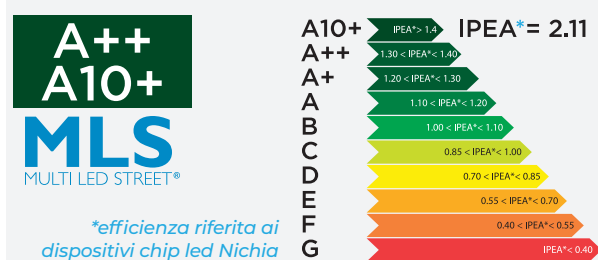 A++
A10+
MLS
MULTI LED STREET®
*efficienza riferita ai
dispositivi chip led Nichia
IPEA*= 2.11
A10+ IPEA*> 1.4
A++ 1.30 < IPEA*< 1.40
A+ 1.20 < IPEA*< 1.30
A 1.10 < IPEA*< 1.20
B 1.00 < IPEA*< 1.10
C 0.85 < IPEA*< 1.00
D 0.70 < IPEA*< 0.85
E 0.55 < IPEA*< 0.70
F 0.40 < IPEA*< 0.55
G IPEA*< 0.40